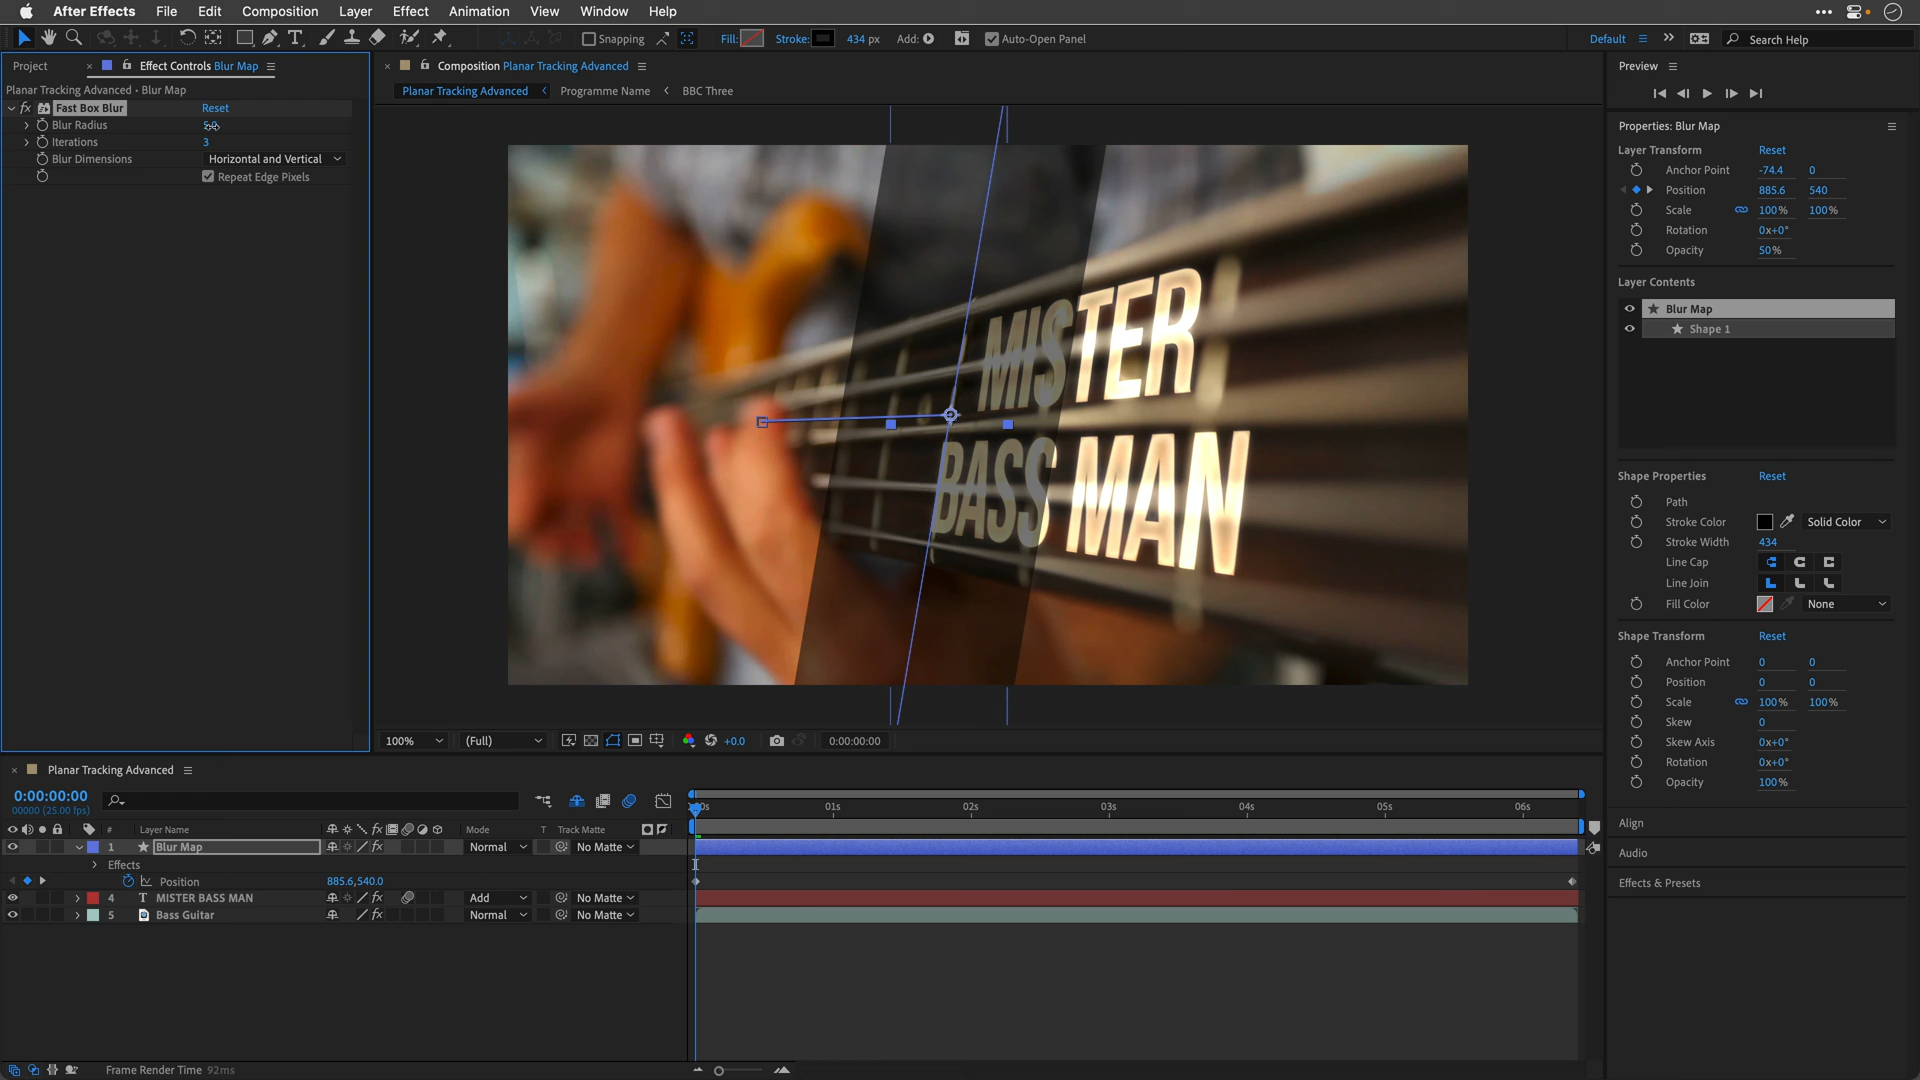 After Effects File Edit Composition Layer Effect Animation View Window Help
Snapping Fill: Stroke: 434 px Add: Auto-Open Panel Default Search Help
Project Effect Controls Blur Map
Planar Tracking Advanced • Blur Map
fx Fast Box Blur Reset
Blur Radius
Iterations 3
Blur Dimensions Horizontal and Vertical
Repeat Edge Pixels
Composition Planar Tracking Advanced
Planar Tracking Advanced Programme Name BBC Three
MISTER
BASS MAN
100% (Full) +0.0 0:00:00:00
Preview
Properties: Blur Map
Layer Transform Reset
Anchor Point -74.4 0
Position 885.6 540
Scale 100% 100%
Rotation 0x+0°
Opacity 50%
Layer Contents
Blur Map
Shape 1
Shape Properties Reset
Path
Stroke Color Solid Color
Stroke Width 434
Line Cap
Line Join
Fill Color None
Shape Transform Reset
Anchor Point 0 0
Position 0 0
Scale 100% 100%
Skew 0
Skew Axis 0x+0°
Rotation 0x+0°
Opacity 100%
Align
Audio
Effects & Presets
Planar Tracking Advanced
0:00:00:00
00000 (25.00 fps)
01s 02s 03s 04s 05s 06s
# Layer Name fx Mode T Track Matte
1 Blur Map fx Normal No Matte
Effects
Position 885.6,540.0
4 T MISTER BASS MAN fx Add No Matte
5 Bass Guitar fx Normal No Matte
Frame Render Time 92ms